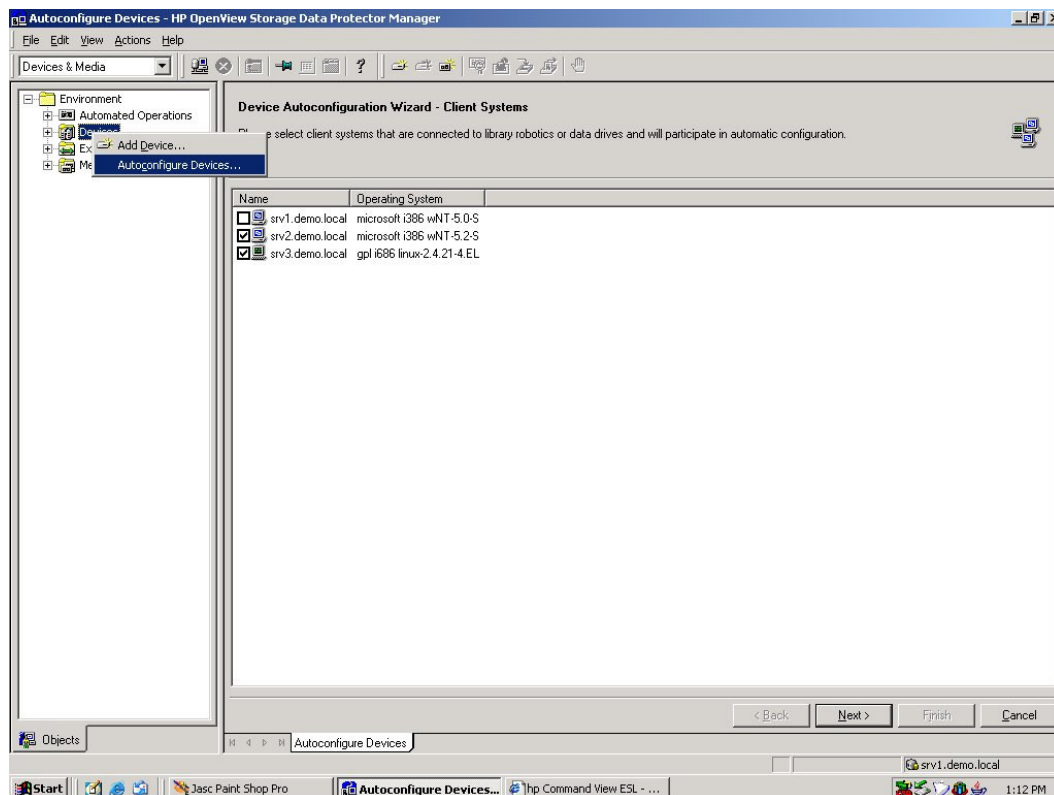 Autoconfigure Devices - HP OpenView Storage Data Protector Manager
File Edit View Actions Help
Devices & Media
Environment
Automated Operations
Devices
Ex
Me
Add Device...
Autoconfigure Devices...
Device Autoconfiguration Wizard - Client Systems
select client systems that are connected to library robotics or data drives and will participate in automatic configuration.
Name Operating System
srv1.demo.local microsoft i386 wNT-5.0-S
srv2.demo.local microsoft i386 wNT-5.2-S
srv3.demo.local gpl i686 linux-2.4.21-4.EL
< Back Next > Finish Cancel
Objects
Autoconfigure Devices
srv1.demo.local
Start Jasc Paint Shop Pro Autoconfigure Devices... hp Command View ESL - ... 1:12 PM